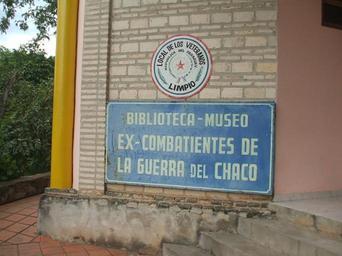 LOCAL DE LOS VETERANOS
LIMPIO
BIBLIOTECA - MUSEO
EX-COMBATIENTES DE
LA GUERRA DEL CHACO